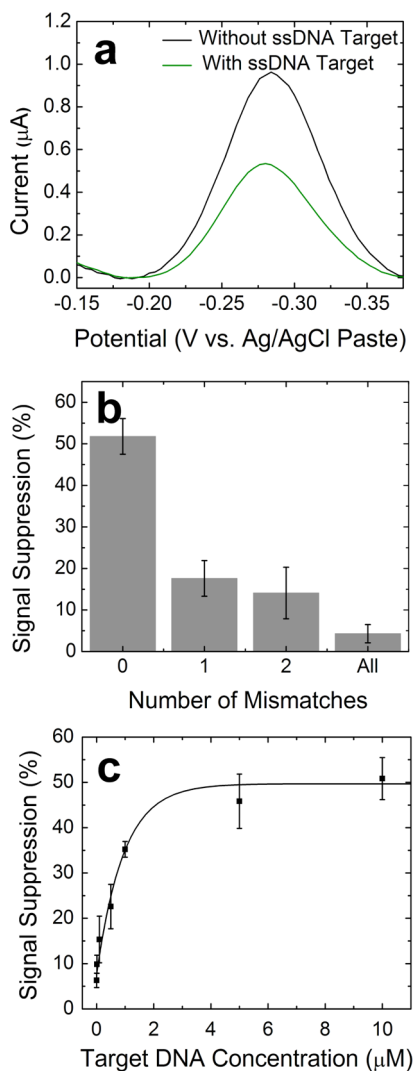 a
Without ssDNA Target
With ssDNA Target
1.0
0.8
0.6
0.4
0.2
0.0
Current (μA)
-0.15 -0.20 -0.25 -0.30 -0.35
Potential (V vs. Ag/AgCl Paste)
b
60
50
40
30
20
10
0
Signal Suppression (%)
0 1 2 All
Number of Mismatches
c
60
50
40
30
20
10
0
Signal Suppression (%)
0 2 4 6 8 10
Target DNA Concentration (μM)